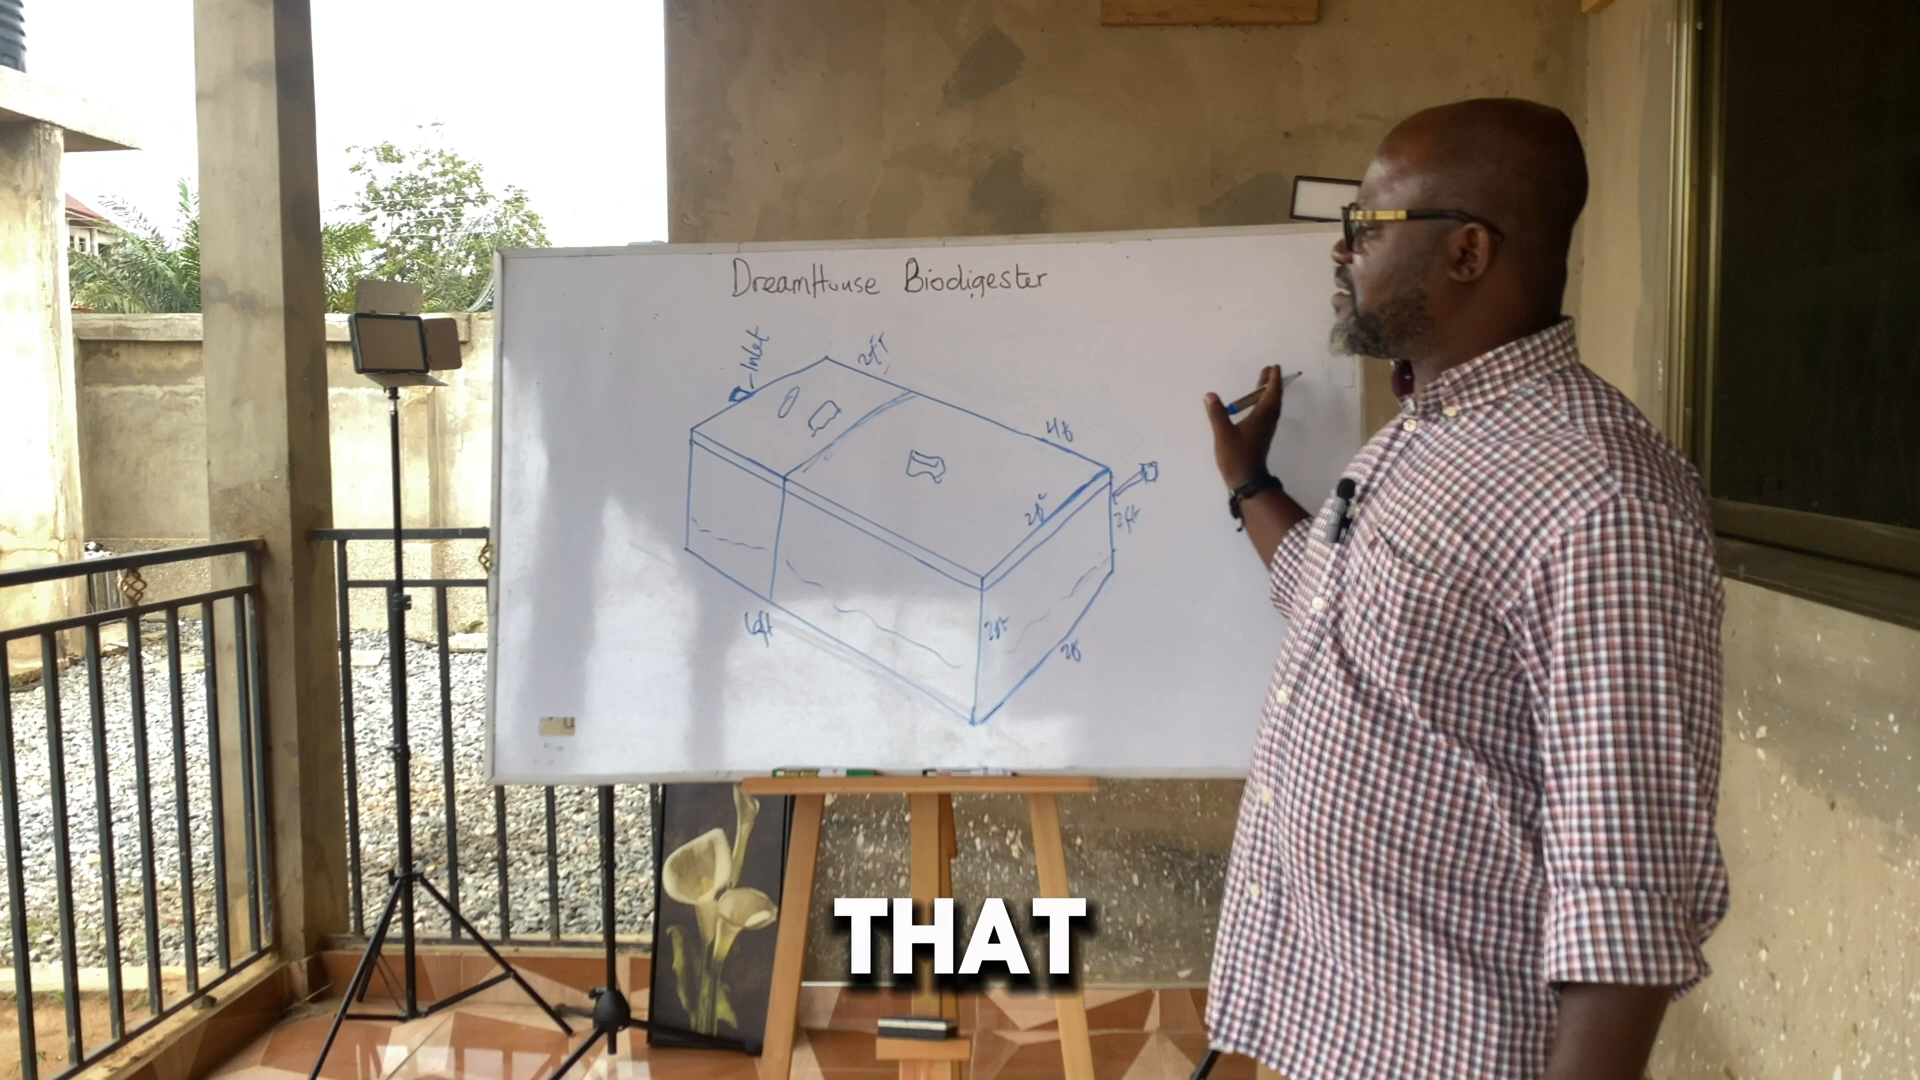 DreamHouse Biodigester
Inlet
2ft
4ft
2ft
2ft
6ft
2ft
2ft
THAT